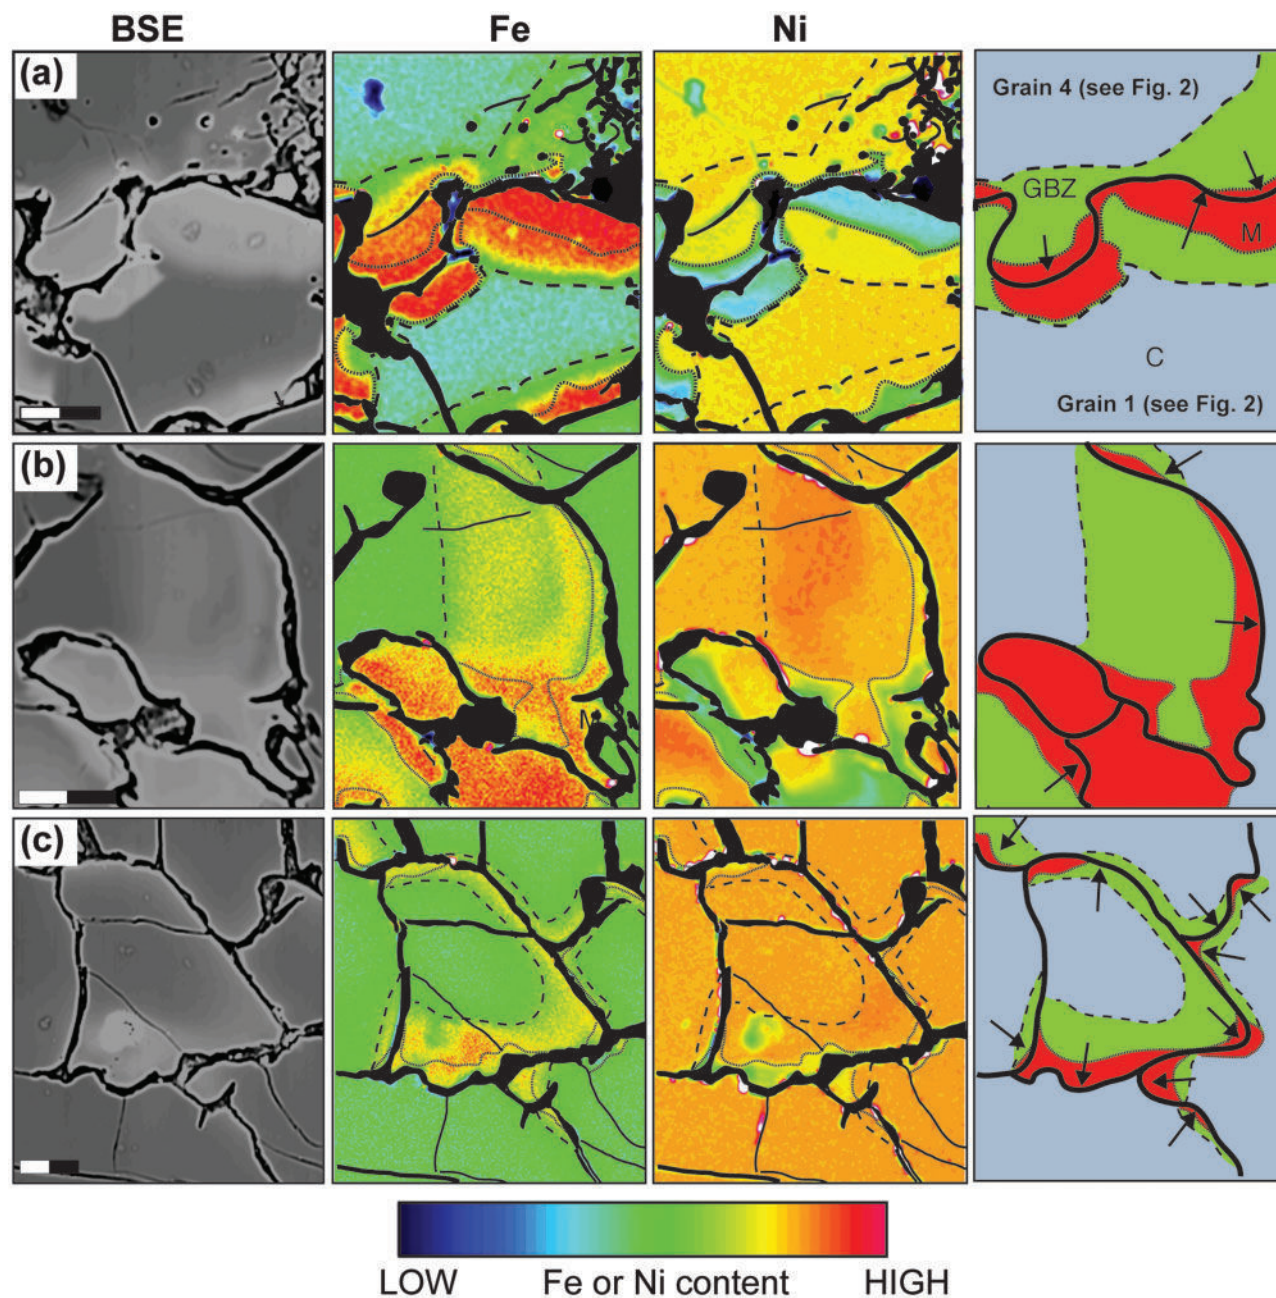 BSE Fe Ni
(a)
Grain 4 (see Fig. 2)
GBZ
M
C
Grain 1 (see Fig. 2)
(b)
M
(c)
LOW Fe or Ni content HIGH